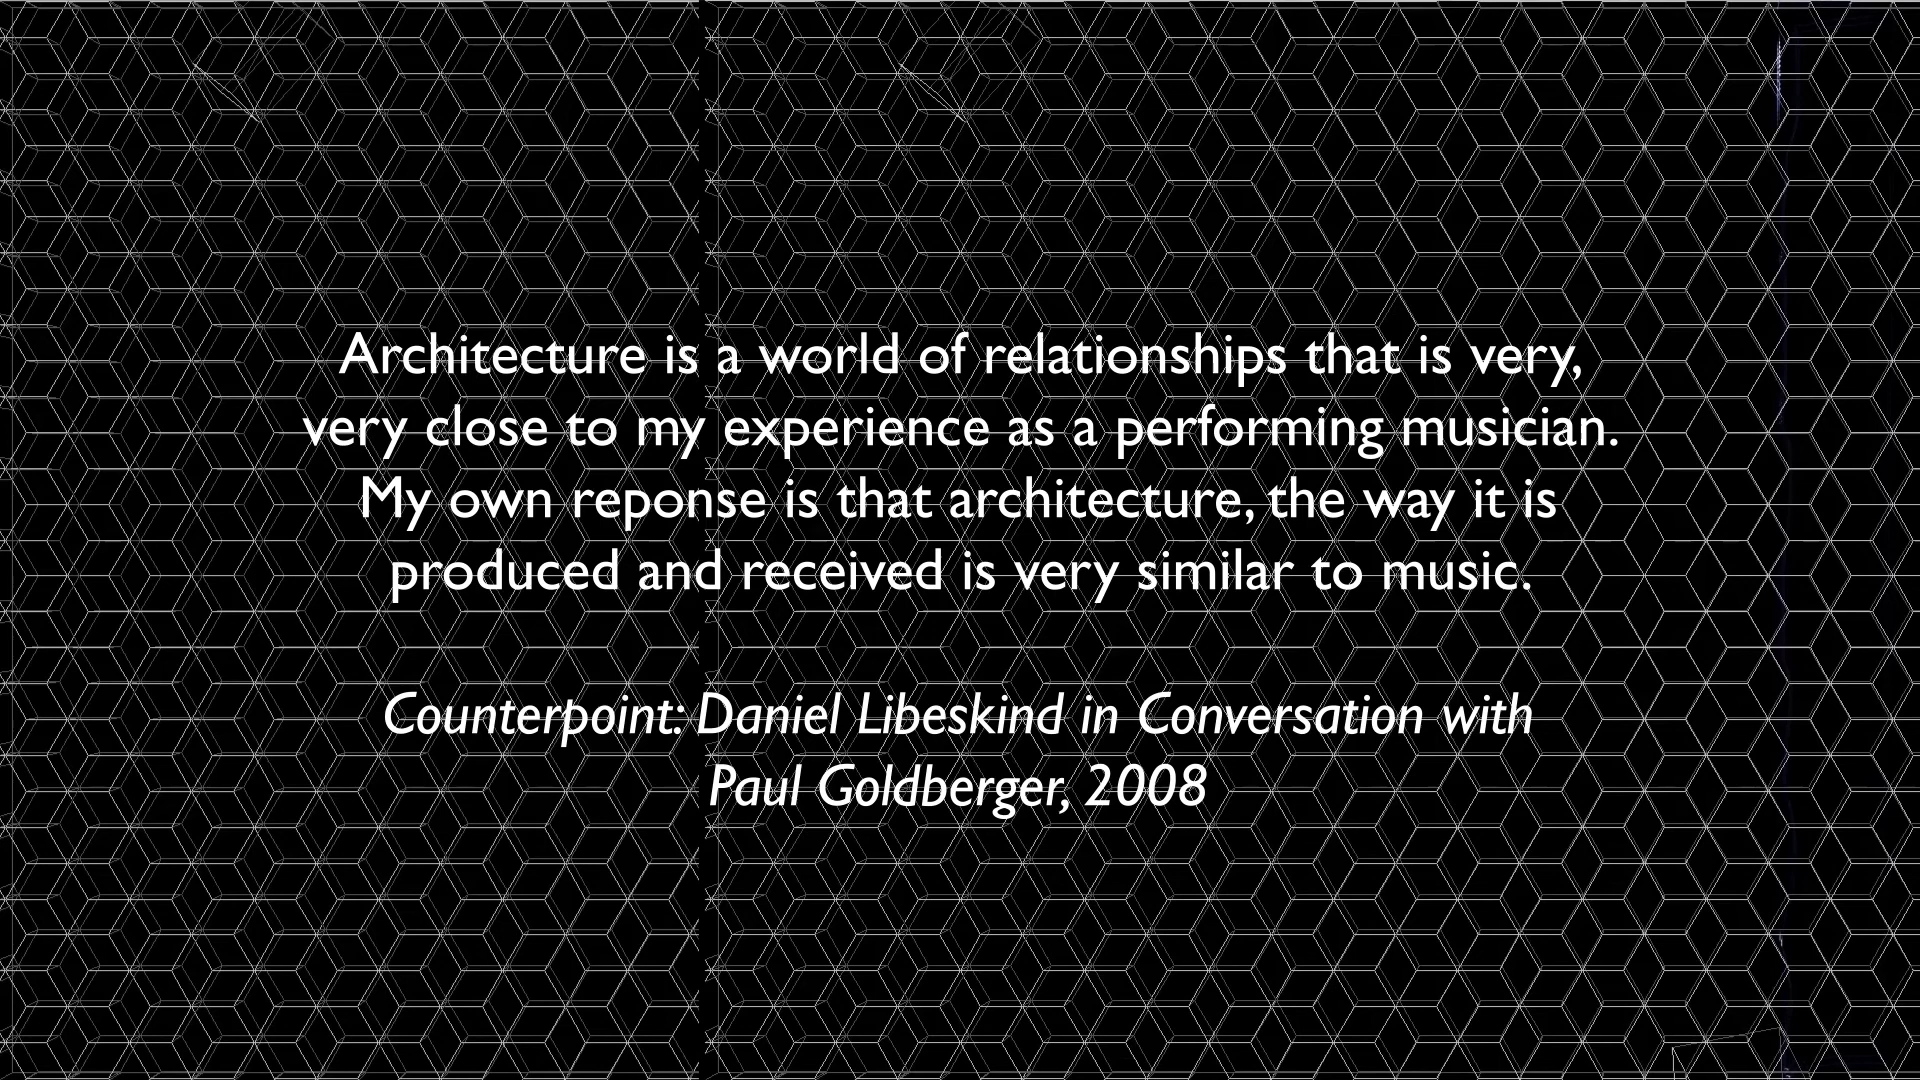 Architecture is a world of relationships that is very,
very close to my experience as a performing musician.
My own reponse is that architecture, the way it is
produced and received is very similar to music.
Counterpoint: Daniel Libeskind in Conversation with
Paul Goldberger, 2008